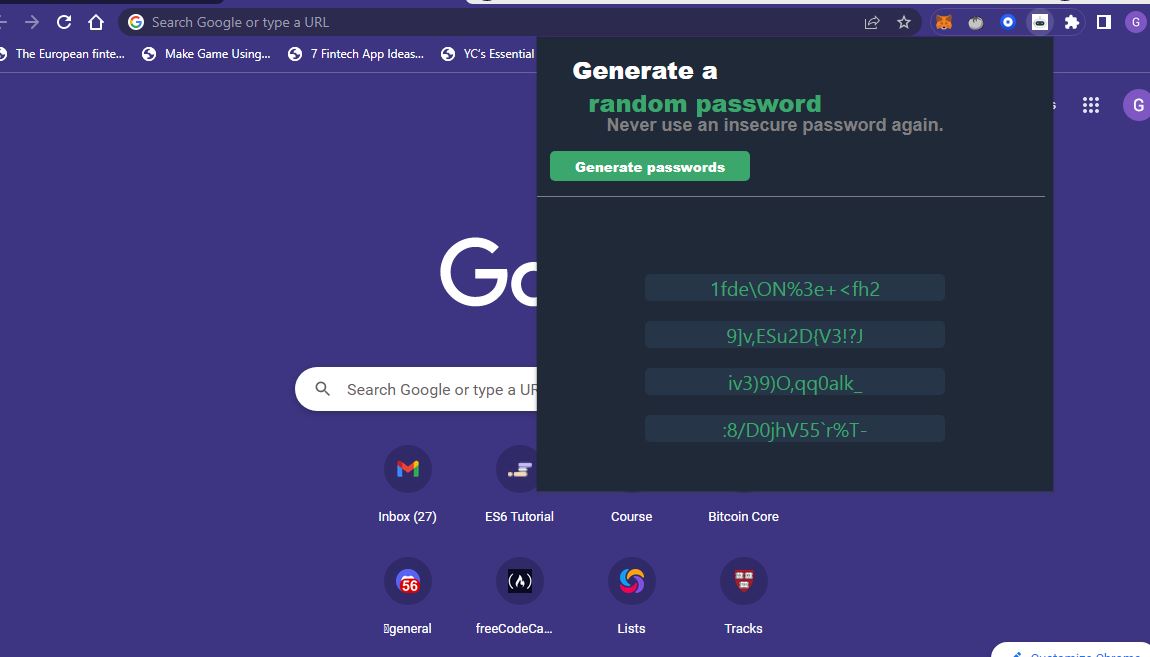 Search Google or type a URL
G
The European finte...
Make Game Using...
7 Fintech App Ideas...
YC's Essential
Generate a
random password
Never use an insecure password again.
s
G
Generate passwords
Go
1fde\ON%3e+<fh2
9]v,ESu2D{V3!?J
iv3)9)O,qq0alk_
:8/D0jhV55`r%T-
Search Google or type a UR
Inbox (27)
ES6 Tutorial
Course
Bitcoin Core
56
(Λ)
general
freeCodeCa...
Lists
Tracks
Customize Chrome